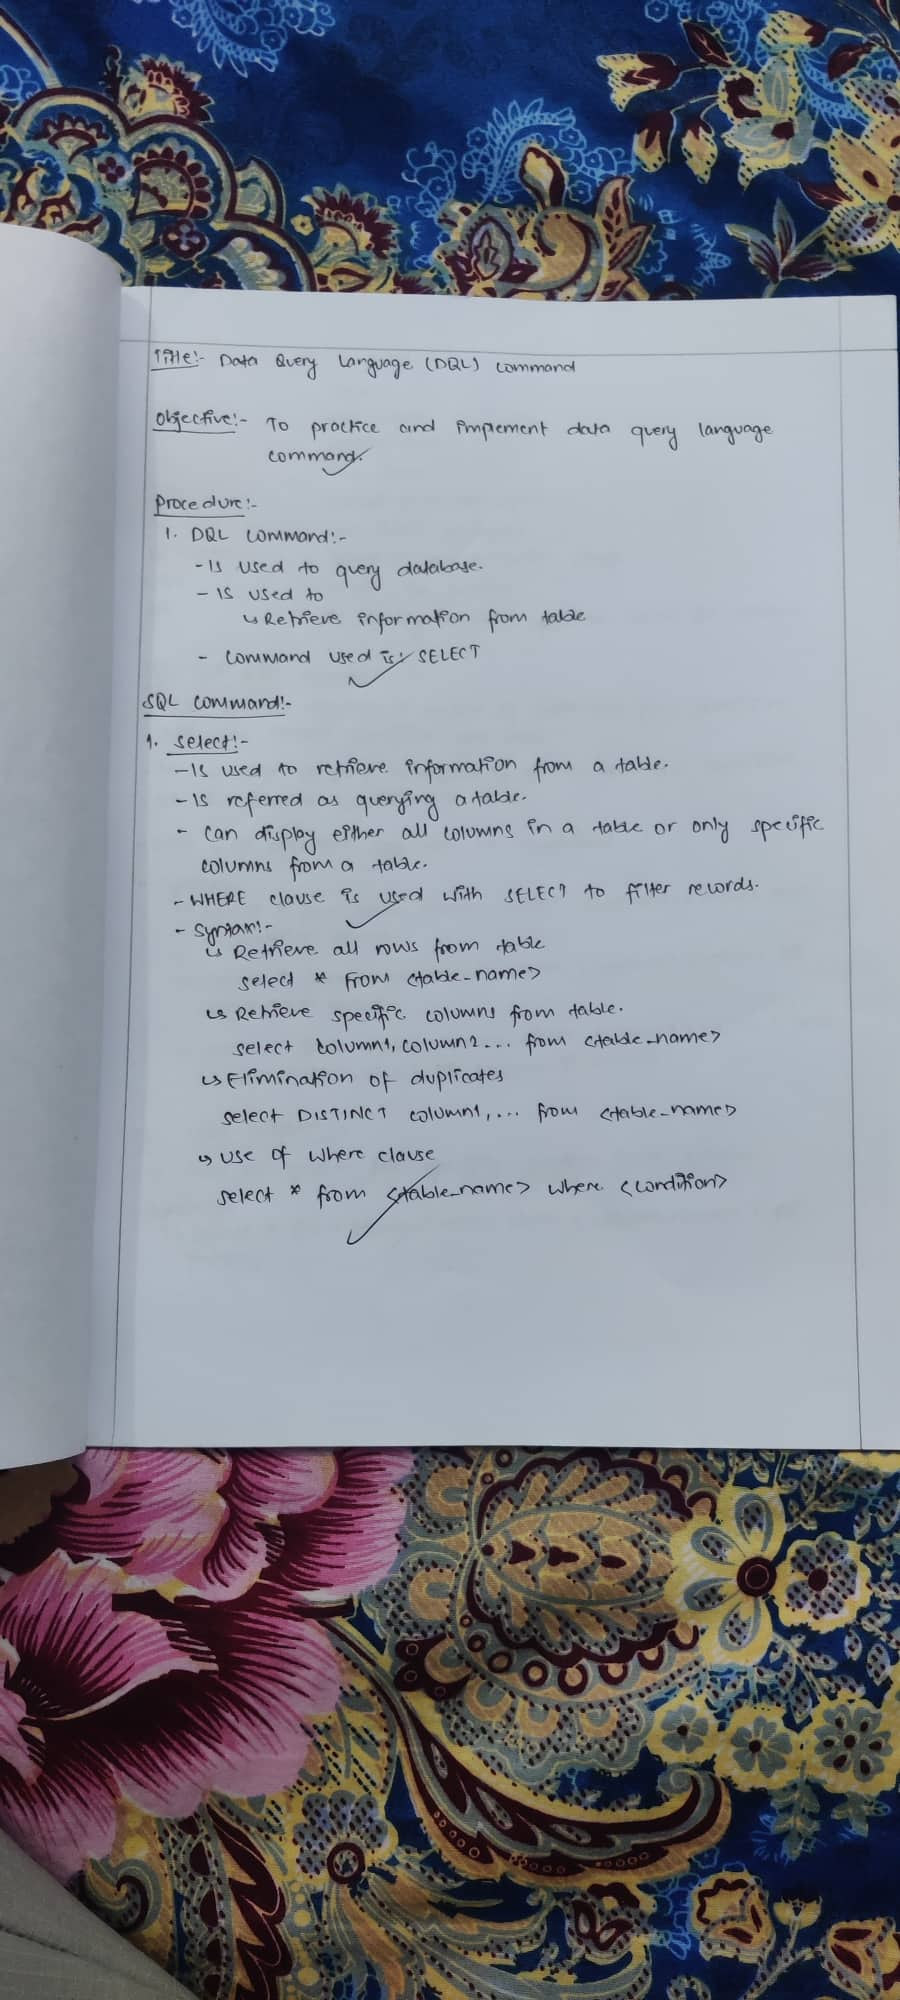 Title:- Data Query Language (DQL) command
Objective:- To practice and implement data query language
command.
Procedure:-
1. DQL command:-
- Is used to query database.
- Is used to
↳ Retrieve information from table
- command used is:- SELECT
SQL command:-
1. select:-
- Is used to retrieve information from a table.
- Is referred as querying a table.
- can display either all columns in a table or only specific
columns from a table.
- WHERE clause is used with SELECT to filter records.
- Syntax:-
↳ Retrieve all rows from table
select * from <table_name>
↳ Retrieve specific columns from table.
select column1, column2... from <table_name>
↳ Elimination of duplicates
select DISTINCT column1,... from <table_name>
↳ use of where clause
select * from <table_name> where <condition>